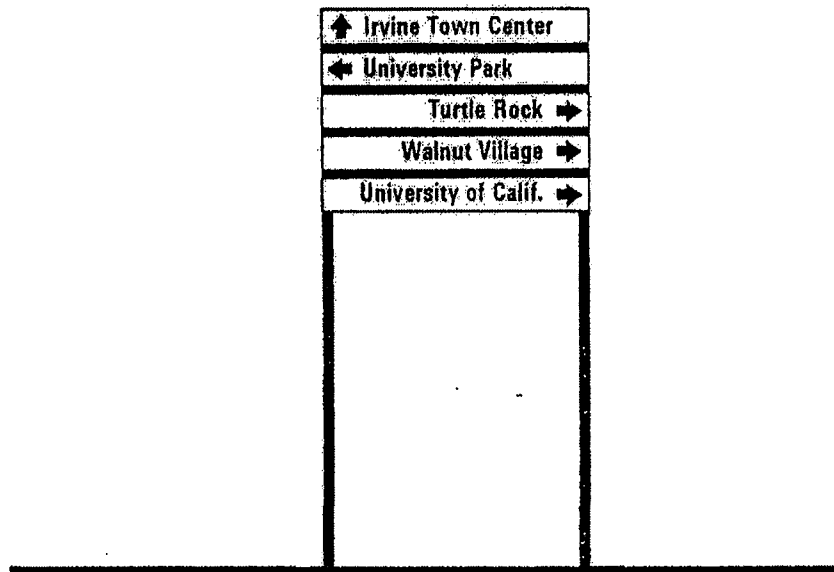 Irvine Town Center
University Park
Turtle Rock
Walnut Village
University of Calif.